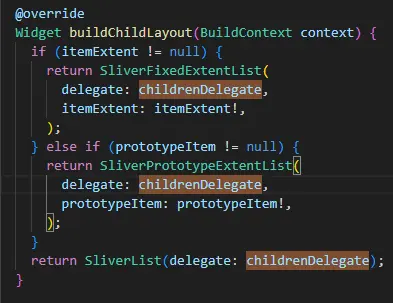 @override
Widget buildChildLayout(BuildContext context) {
  if (itemExtent != null) {
    return SliverFixedExtentList(
      delegate: childrenDelegate,
      itemExtent: itemExtent!,
    );
  } else if (prototypeItem != null) {
    return SliverPrototypeExtentList(
      delegate: childrenDelegate,
      prototypeItem: prototypeItem!,
    );
  }
  return SliverList(delegate: childrenDelegate);
}